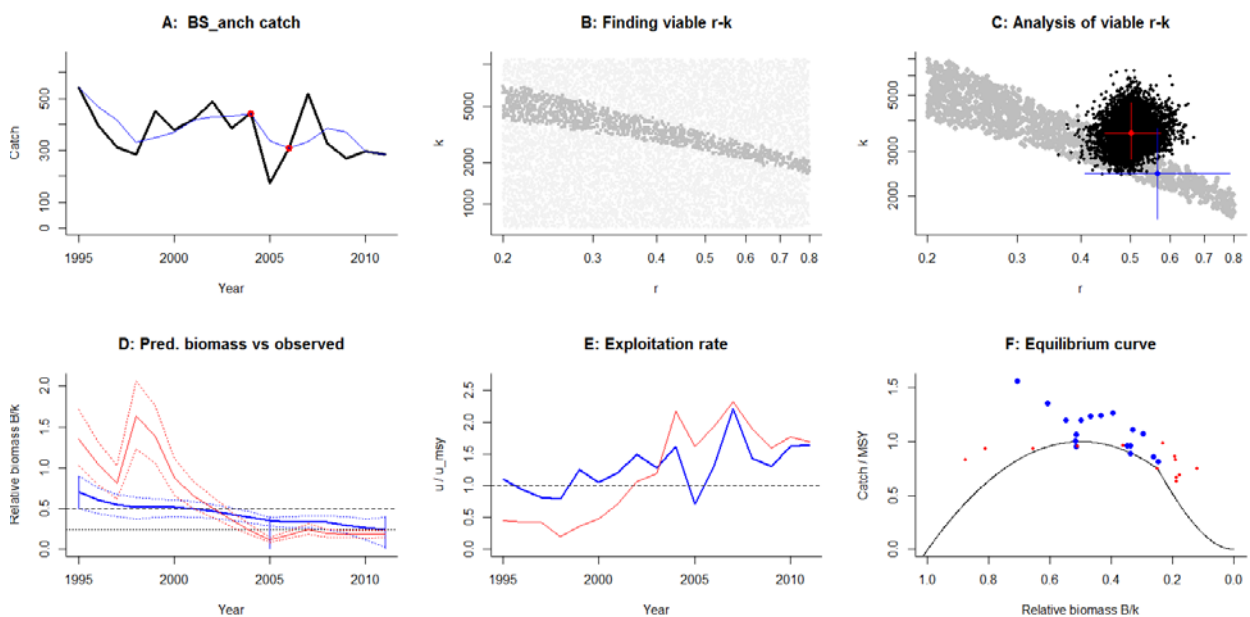 A: BS_anch catch
Catch
0 100 300 500
1995 2000 2005 2010
Year
B: Finding viable r-k
k
1000 2000 5000
0.2 0.3 0.4 0.5 0.6 0.7 0.8
r
C: Analysis of viable r-k
k
2000 3000 5000
0.2 0.3 0.4 0.5 0.6 0.7 0.8
r
D: Pred. biomass vs observed
Relative biomass B/k
0.0 0.5 1.0 1.5 2.0
1995 2000 2005 2010
Year
E: Exploitation rate
u / u_msy
0.0 0.5 1.0 1.5 2.0 2.5
1995 2000 2005 2010
Year
F: Equilibrium curve
Catch / MSY
0.0 0.5 1.0 1.5
1.0 0.8 0.6 0.4 0.2 0.0
Relative biomass B/k